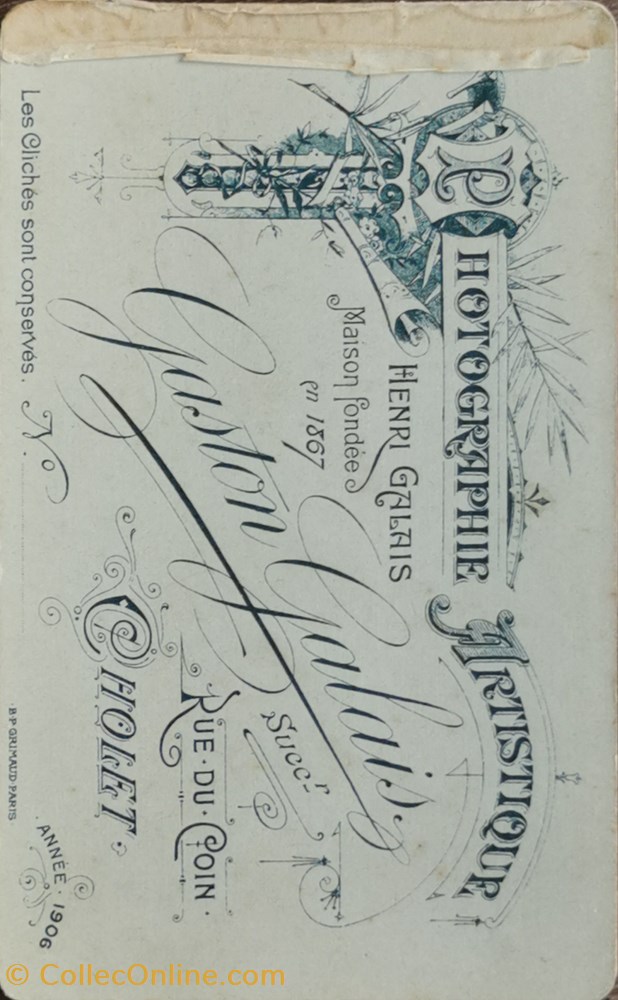 PHOTOGRAPHIE ARTISTIQUE
HENRI GALAIS
Maison fondée
en 1867
Gaston Galais,
Succr
RUE·DU·COIN·
CHOLET.
Les Clichés sont conservés. No
ANNÉE·1906
·B·P·GRIMAUD·PARIS
© CollecOnline.com